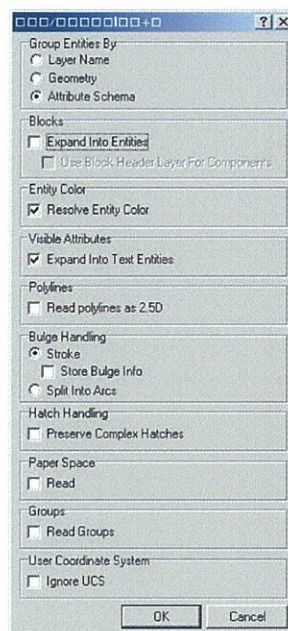 Group Entities By
Layer Name
Geometry
Attribute Schema
Blocks
Expand Into Entities
Use Block Header Layer For Components
Entity Color
Resolve Entity Color
Visible Attributes
Expand Into Text Entities
Polylines
Read polylines as 2.5D
Bulge Handling
Stroke
Store Bulge Info
Split Into Arcs
Hatch Handling
Preserve Complex Hatches
Paper Space
Read
Groups
Read Groups
User Coordinate System
Ignore UCS
OK Cancel